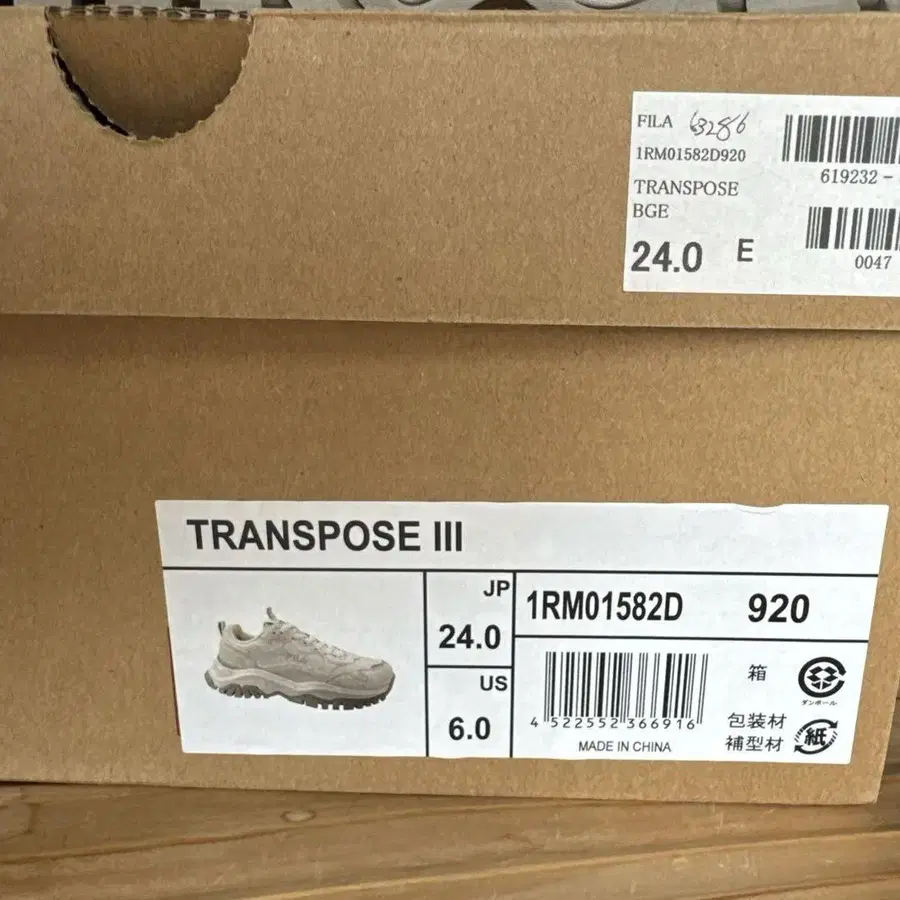 FILA 63286
1RM01582D920
TRANSPOSE
BGE
24.0 E
619232-
0047
TRANSPOSE III
FILA
JP
24.0
US
6.0
1RM01582D 920
4 522552 366916
MADE IN CHINA
箱
ダンボール
包装材
補型材
紙